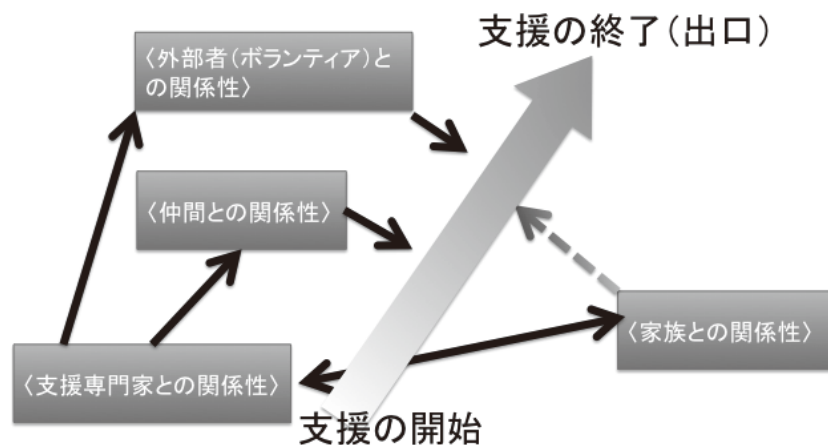 支援の終了(出口)
〈外部者(ボランティア)と
の関係性〉
〈仲間との関係性〉
〈家族との関係性〉
〈支援専門家との関係性〉
支援の開始